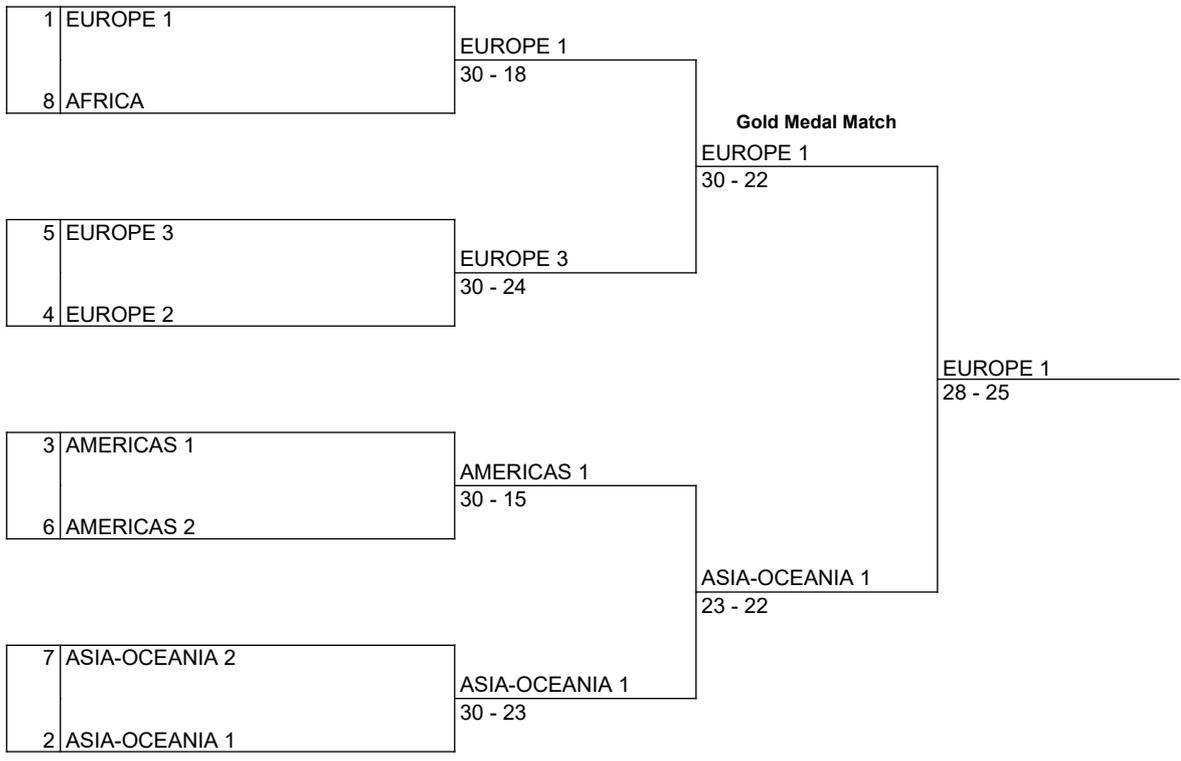 1 EUROPE 1
EUROPE 1
30 - 18
8 AFRICA
Gold Medal Match
EUROPE 1
30 - 22
5 EUROPE 3
EUROPE 3
30 - 24
4 EUROPE 2
EUROPE 1
28 - 25
3 AMERICAS 1
AMERICAS 1
30 - 15
6 AMERICAS 2
ASIA-OCEANIA 1
23 - 22
7 ASIA-OCEANIA 2
ASIA-OCEANIA 1
30 - 23
2 ASIA-OCEANIA 1